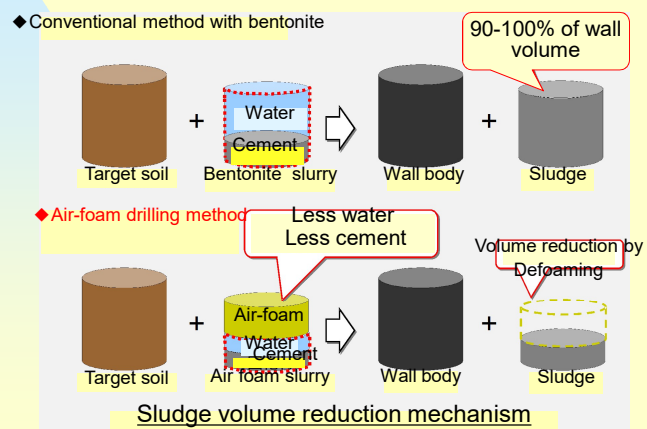 ◆Conventional method with bentonite
90-100% of wall
volume
Water
Cement
+
+
Target soil
Bentonite slurry
Wall body
Sludge
◆Air-foam drilling method
Less water
Less cement
Volume reduction by
Defoaming
Air-foam
Water
Cement
+
+
Target soil
Air foam slurry
Wall body
Sludge
Sludge volume reduction mechanism